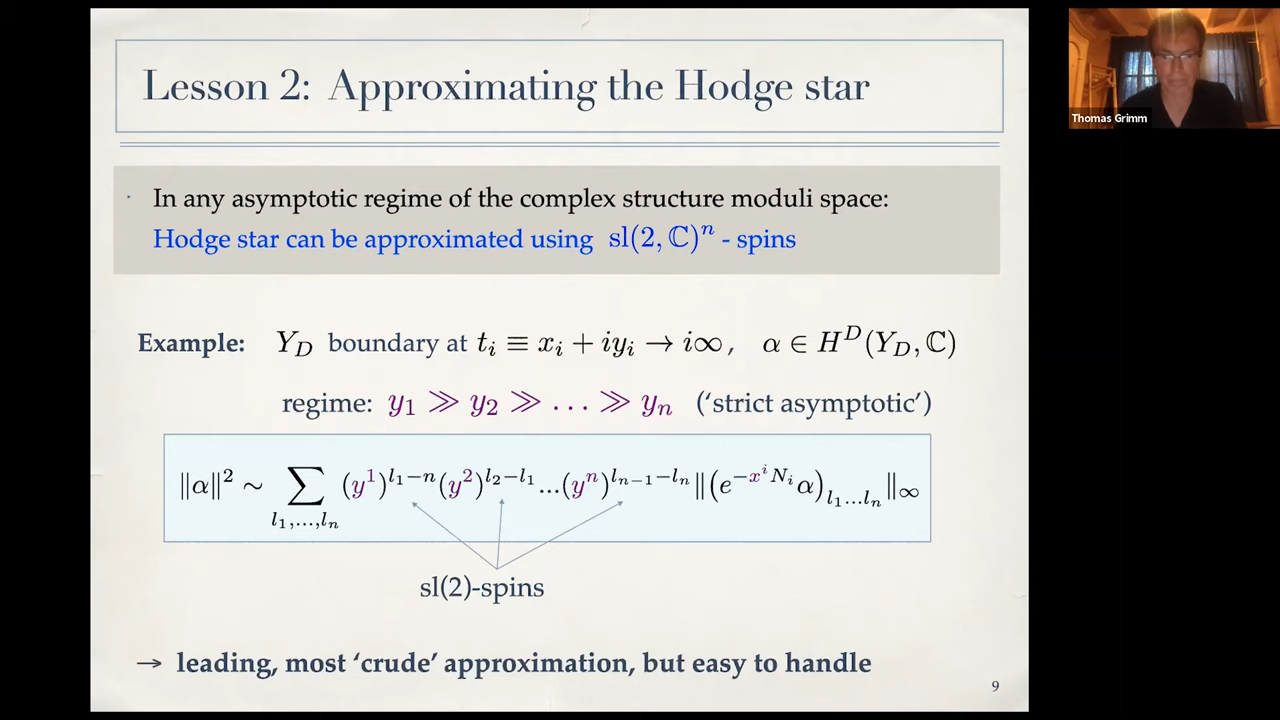 Lesson 2: Approximating the Hodge star
· In any asymptotic regime of the complex structure moduli space:
Hodge star can be approximated using sl(2, ℂ)ⁿ - spins
Example: Y_D boundary at t_i ≡ x_i + iy_i → i∞, α ∈ H^D(Y_D, ℂ)
regime: y_1 ≫ y_2 ≫ … ≫ y_n ('strict asymptotic')
‖α‖² ~ ∑_{l_1,…,l_n} (y^1)^{l_1−n}(y^2)^{l_2−l_1}…(y^n)^{l_{n−1}−l_n}‖(e^{−x^i N_i}α)_{l_1…l_n}‖_∞
sl(2)-spins
→ leading, most 'crude' approximation, but easy to handle
9
Thomas Grimm